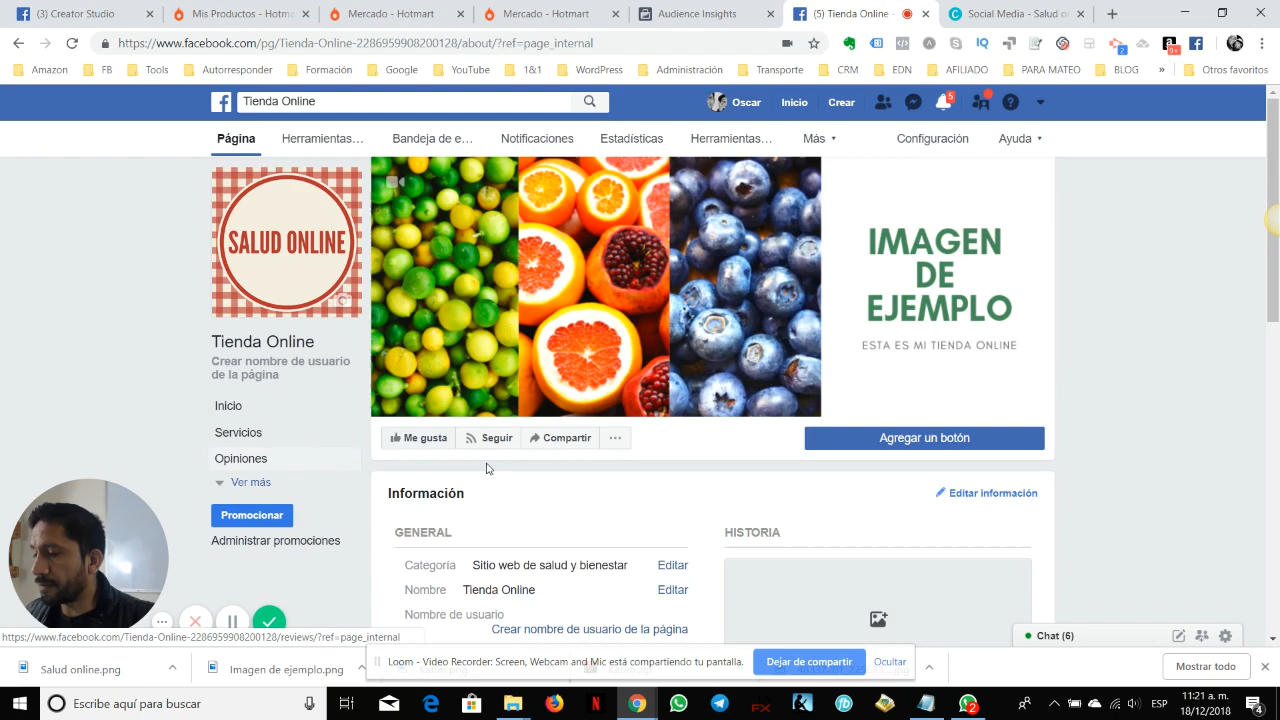 (3) Creator Studio
Mis Productos - Hotm
Mercado - Hotmart
Mercado - Hotmart
Audience Insights
(5) Tienda Online -
Social Media - Salud o
https://www.facebook.com/pg/Tienda-Online-2286959908200128/about/?ref=page_internal
IQ
2
9+
Amazon
FB
Tools
Autorresponder
Formación
Google
YouTube
1&1
WordPress
Administración
Transporte
CRM
EDN
AFILIADO
PARA MATEO
BLOG
»
Otros favoritos
Tienda Online
Oscar
Inicio
Crear
5
Página
Herramientas...
Bandeja de e...
Notificaciones
Estadísticas
Herramientas...
Más
Configuración
Ayuda
SALUD ONLINE
IMAGEN
DE
EJEMPLO
ESTA ES MI TIENDA ONLINE
Tienda Online
Crear nombre de usuario
de la página
Inicio
Servicios
Opiniones
Ver más
Promocionar
Administrar promociones
Me gusta
Seguir
Compartir
...
Agregar un botón
Información
Editar información
GENERAL
HISTORIA
Categoría
Sitio web de salud y bienestar
Editar
Nombre
Tienda Online
Editar
Nombre de usuario
Crear nombre de usuario de la página
https://www.facebook.com/Tienda-Online-2286959908200128/reviews/?ref=page_internal
Chat (6)
Salud online.png
Imagen de ejemplo.png
Loom - Video Recorder: Screen, Webcam and Mic está compartiendo tu pantalla.
Dejar de compartir
Ocultar
Mostrar todo
Escribe aquí para buscar
FX
2
ESP
11:21 a. m.
18/12/2018
4